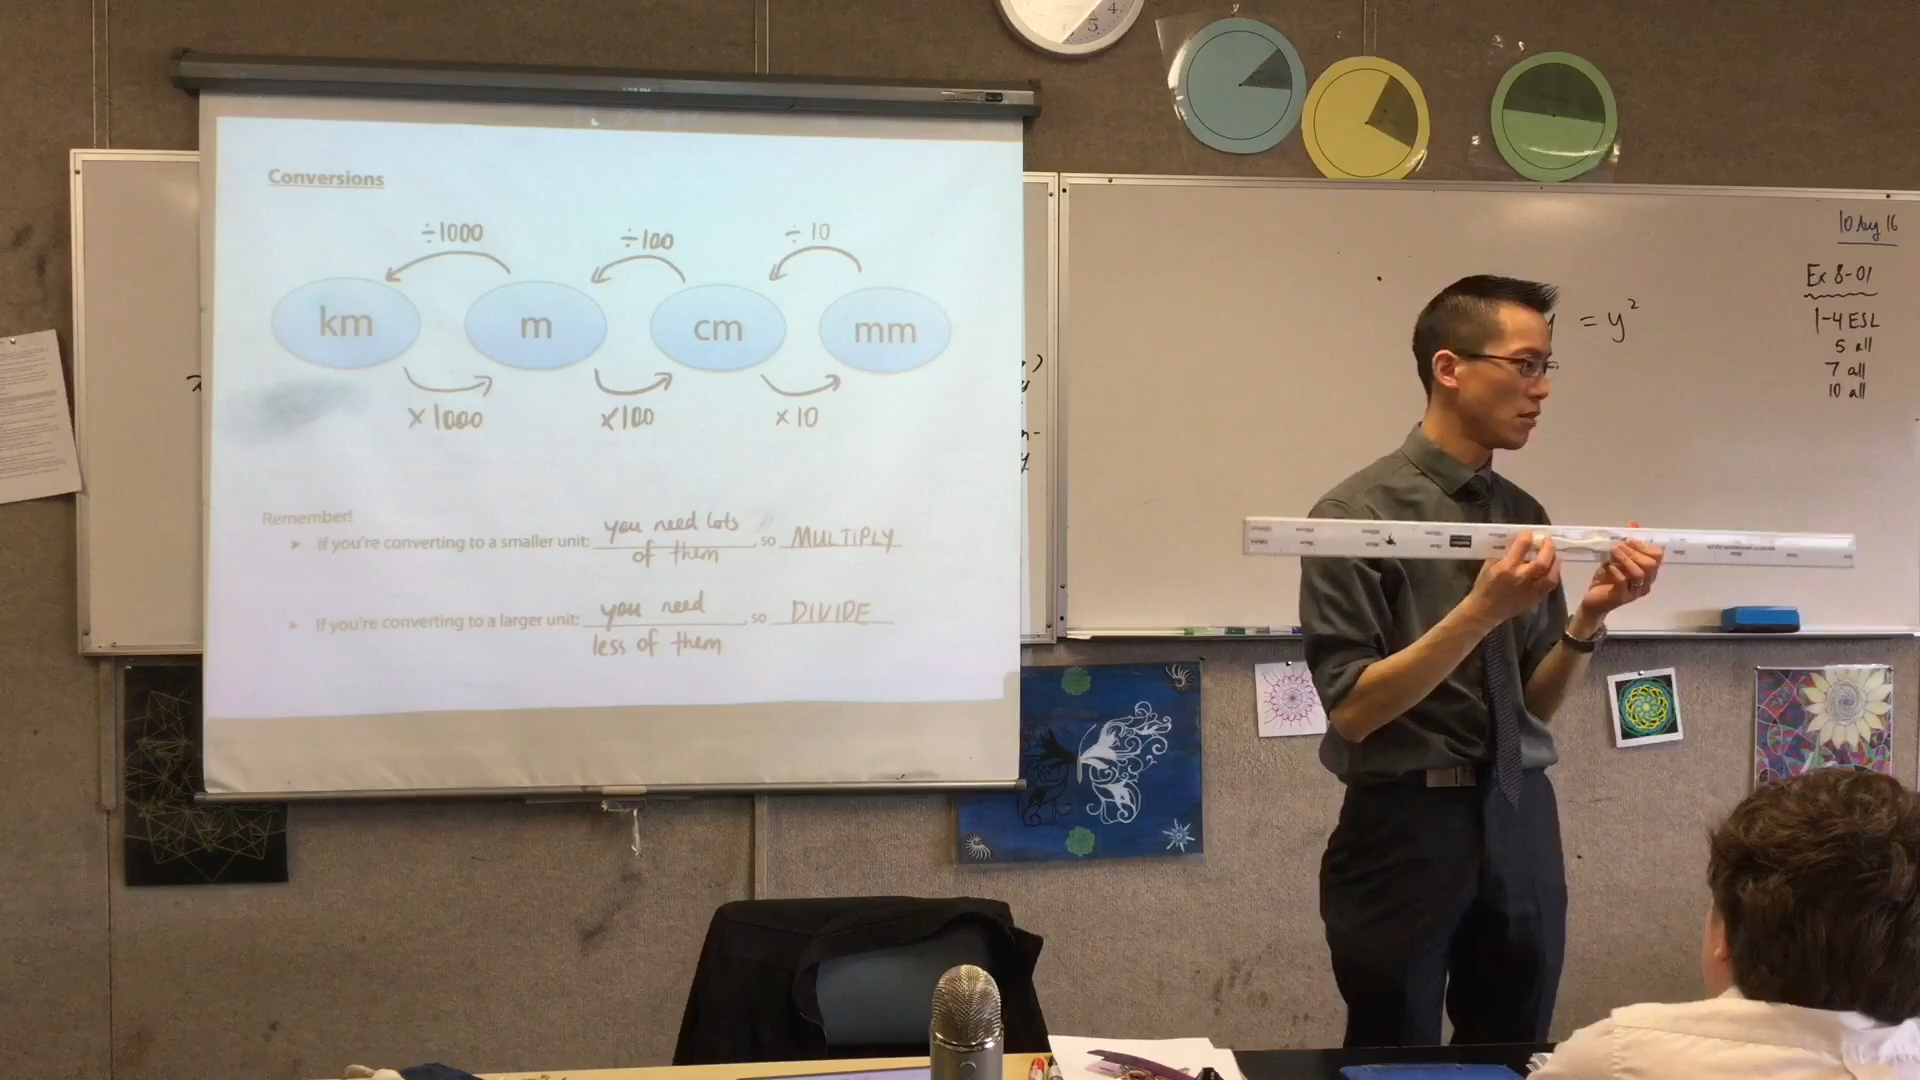 Conversions
÷1000
÷100
÷10
km
m
cm
mm
×1000
×100
×10
Remember!
If you're converting to a smaller unit: you need lots of them, so MULTIPLY
If you're converting to a larger unit: you need less of them, so DIVIDE
4
5
= y²
10 Aug 16
Ex 8-01
1-4 ESL
5 all
7 all
10 all